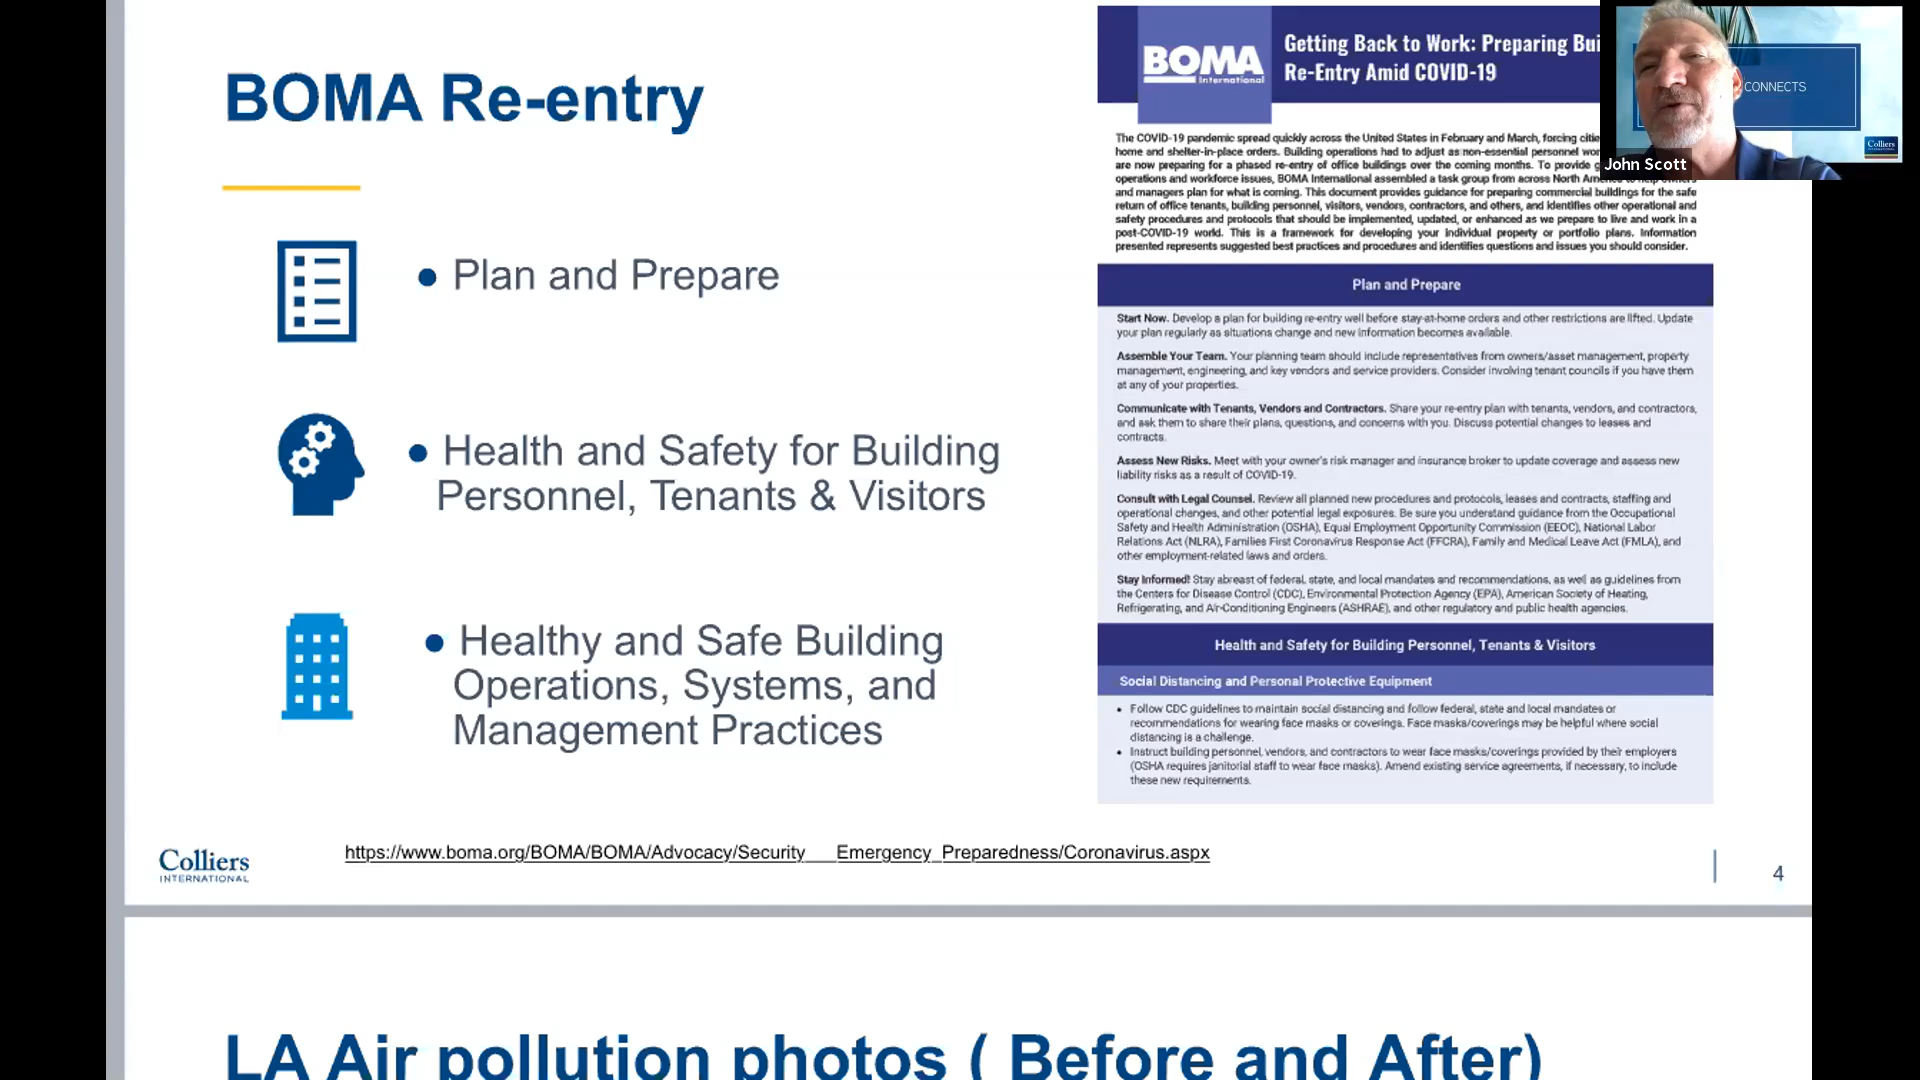 BOMA Re-entry
• Plan and Prepare
• Health and Safety for Building
Personnel, Tenants & Visitors
• Healthy and Safe Building
Operations, Systems, and
Management Practices
BOMA
International
Getting Back to Work: Preparing Bui
Re-Entry Amid COVID-19
The COVID-19 pandemic spread quickly across the United States in February and March, forcing citie
home and shelter-in-place orders. Building operations had to adjust as non-essential personnel wor
are now preparing for a phased re-entry of office buildings over the coming months. To provide g
operations and workforce issues, BOMA International assembled a task group from across North America to help owners
and managers plan for what is coming. This document provides guidance for preparing commercial buildings for the safe
return of office tenants, building personnel, visitors, vendors, contractors, and others, and identifies other operational and
safety procedures and protocols that should be implemented, updated, or enhanced as we prepare to live and work in a
post-COVID-19 world. This is a framework for developing your individual property or portfolio plans. Information
presented represents suggested best practices and procedures and identifies questions and issues you should consider.
Plan and Prepare
Start Now. Develop a plan for building re-entry well before stay-at-home orders and other restrictions are lifted. Update
your plan regularly as situations change and new information becomes available.
Assemble Your Team. Your planning team should include representatives from owners/asset management, property
management, engineering, and key vendors and service providers. Consider involving tenant councils if you have them
at any of your properties.
Communicate with Tenants, Vendors and Contractors. Share your re-entry plan with tenants, vendors, and contractors,
and ask them to share their plans, questions, and concerns with you. Discuss potential changes to leases and
contracts.
Assess New Risks. Meet with your owner's risk manager and insurance broker to update coverage and assess new
liability risks as a result of COVID-19.
Consult with Legal Counsel. Review all planned new procedures and protocols, leases and contracts, staffing and
operational changes, and other potential legal exposures. Be sure you understand guidance from the Occupational
Safety and Health Administration (OSHA), Equal Employment Opportunity Commission (EEOC), National Labor
Relations Act (NLRA), Families First Coronavirus Response Act (FFCRA), Family and Medical Leave Act (FMLA), and
other employment-related laws and orders.
Stay Informed! Stay abreast of federal, state, and local mandates and recommendations, as well as guidelines from
the Centers for Disease Control (CDC), Environmental Protection Agency (EPA), American Society of Heating,
Refrigerating, and Air-Conditioning Engineers (ASHRAE), and other regulatory and public health agencies.
Health and Safety for Building Personnel, Tenants & Visitors
Social Distancing and Personal Protective Equipment
• Follow CDC guidelines to maintain social distancing and follow federal, state and local mandates or
recommendations for wearing face masks or coverings. Face masks/coverings may be helpful where social
distancing is a challenge.
• Instruct building personnel, vendors, and contractors to wear face masks/coverings provided by their employers
(OSHA requires janitorial staff to wear face masks). Amend existing service agreements, if necessary, to include
these new requirements.
CONNECTS
Colliers
John Scott
Colliers
INTERNATIONAL
https://www.boma.org/BOMA/BOMA/Advocacy/Security___Emergency_Preparedness/Coronavirus.aspx
4
LA Air pollution photos ( Before and After)